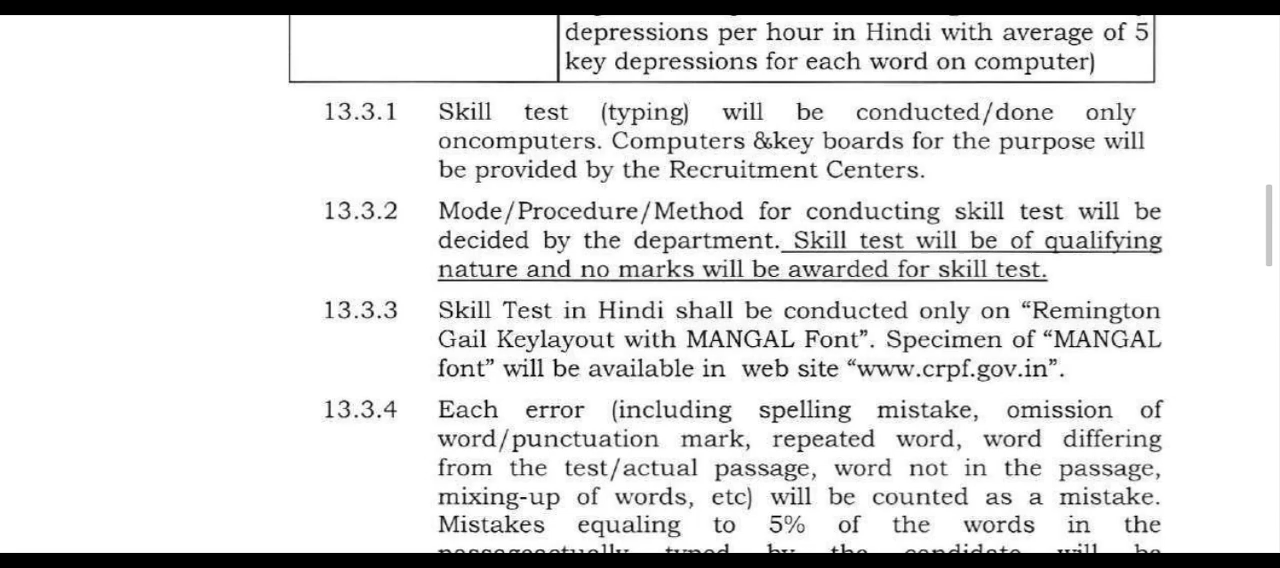 depressions per hour in Hindi with average of 5
key depressions for each word on computer)
13.3.1 Skill test (typing) will be conducted/done only
oncomputers. Computers &key boards for the purpose will
be provided by the Recruitment Centers.
13.3.2 Mode/Procedure/Method for conducting skill test will be
decided by the department. Skill test will be of qualifying
nature and no marks will be awarded for skill test.
13.3.3 Skill Test in Hindi shall be conducted only on “Remington
Gail Keylayout with MANGAL Font”. Specimen of “MANGAL
font” will be available in web site “www.crpf.gov.in”.
13.3.4 Each error (including spelling mistake, omission of
word/punctuation mark, repeated word, word differing
from the test/actual passage, word not in the passage,
mixing-up of words, etc) will be counted as a mistake.
Mistakes equaling to 5% of the words in the
passageactually typed by the candidate will be